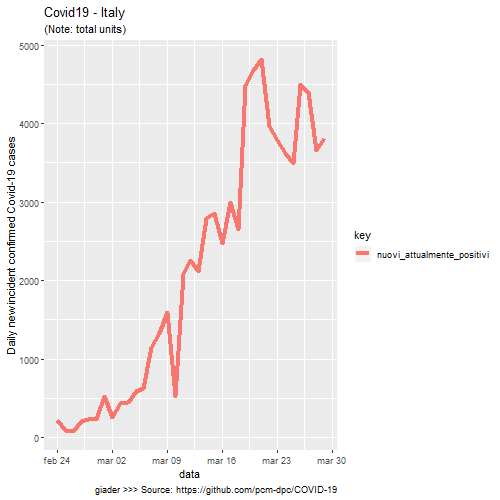 Covid19 - Italy
(Note: total units)
Daily newincident confirmed Covid-19 cases
5000
4000
3000
2000
1000
0
feb 24
mar 02
mar 09
mar 16
mar 23
mar 30
data
key
nuovi_attualmente_positivi
giader >>> Source: https://github.com/pcm-dpc/COVID-19